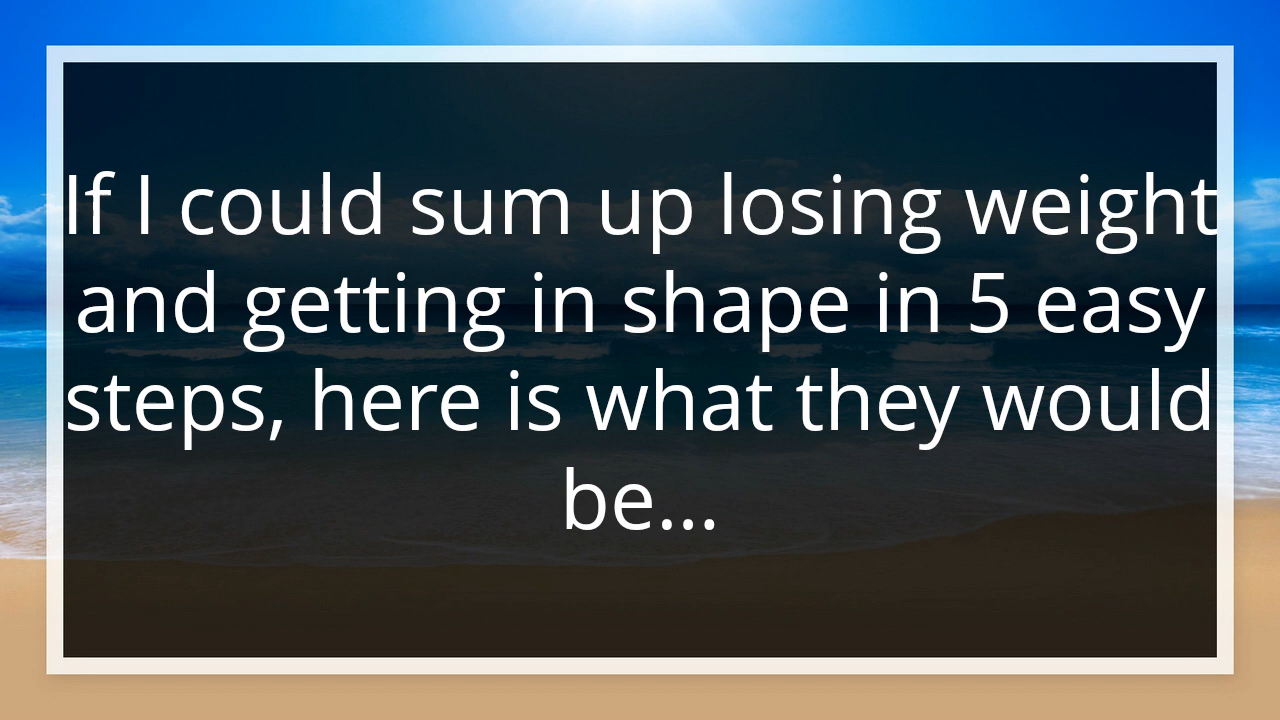 If I could sum up losing weight
and getting in shape in 5 easy
steps, here is what they would
be...